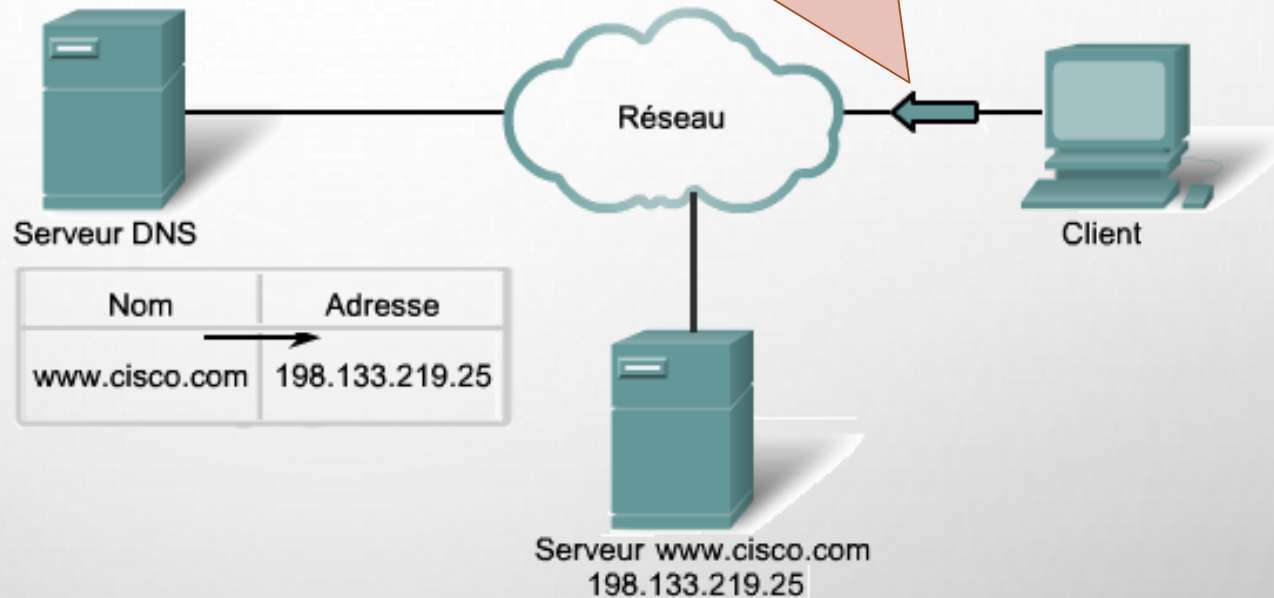 Réseau
Serveur DNS
Client
Nom Adresse
www.cisco.com 198.133.219.25
Serveur www.cisco.com
198.133.219.25